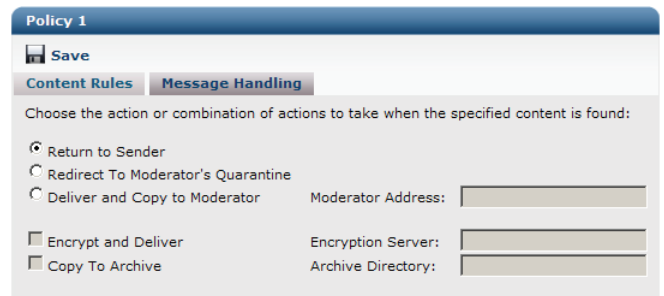 Policy 1
Save
Content Rules Message Handling
Choose the action or combination of actions to take when the specified content is found:
Return to Sender
Redirect To Moderator's Quarantine
Deliver and Copy to Moderator Moderator Address:
Encrypt and Deliver Encryption Server:
Copy To Archive Archive Directory: